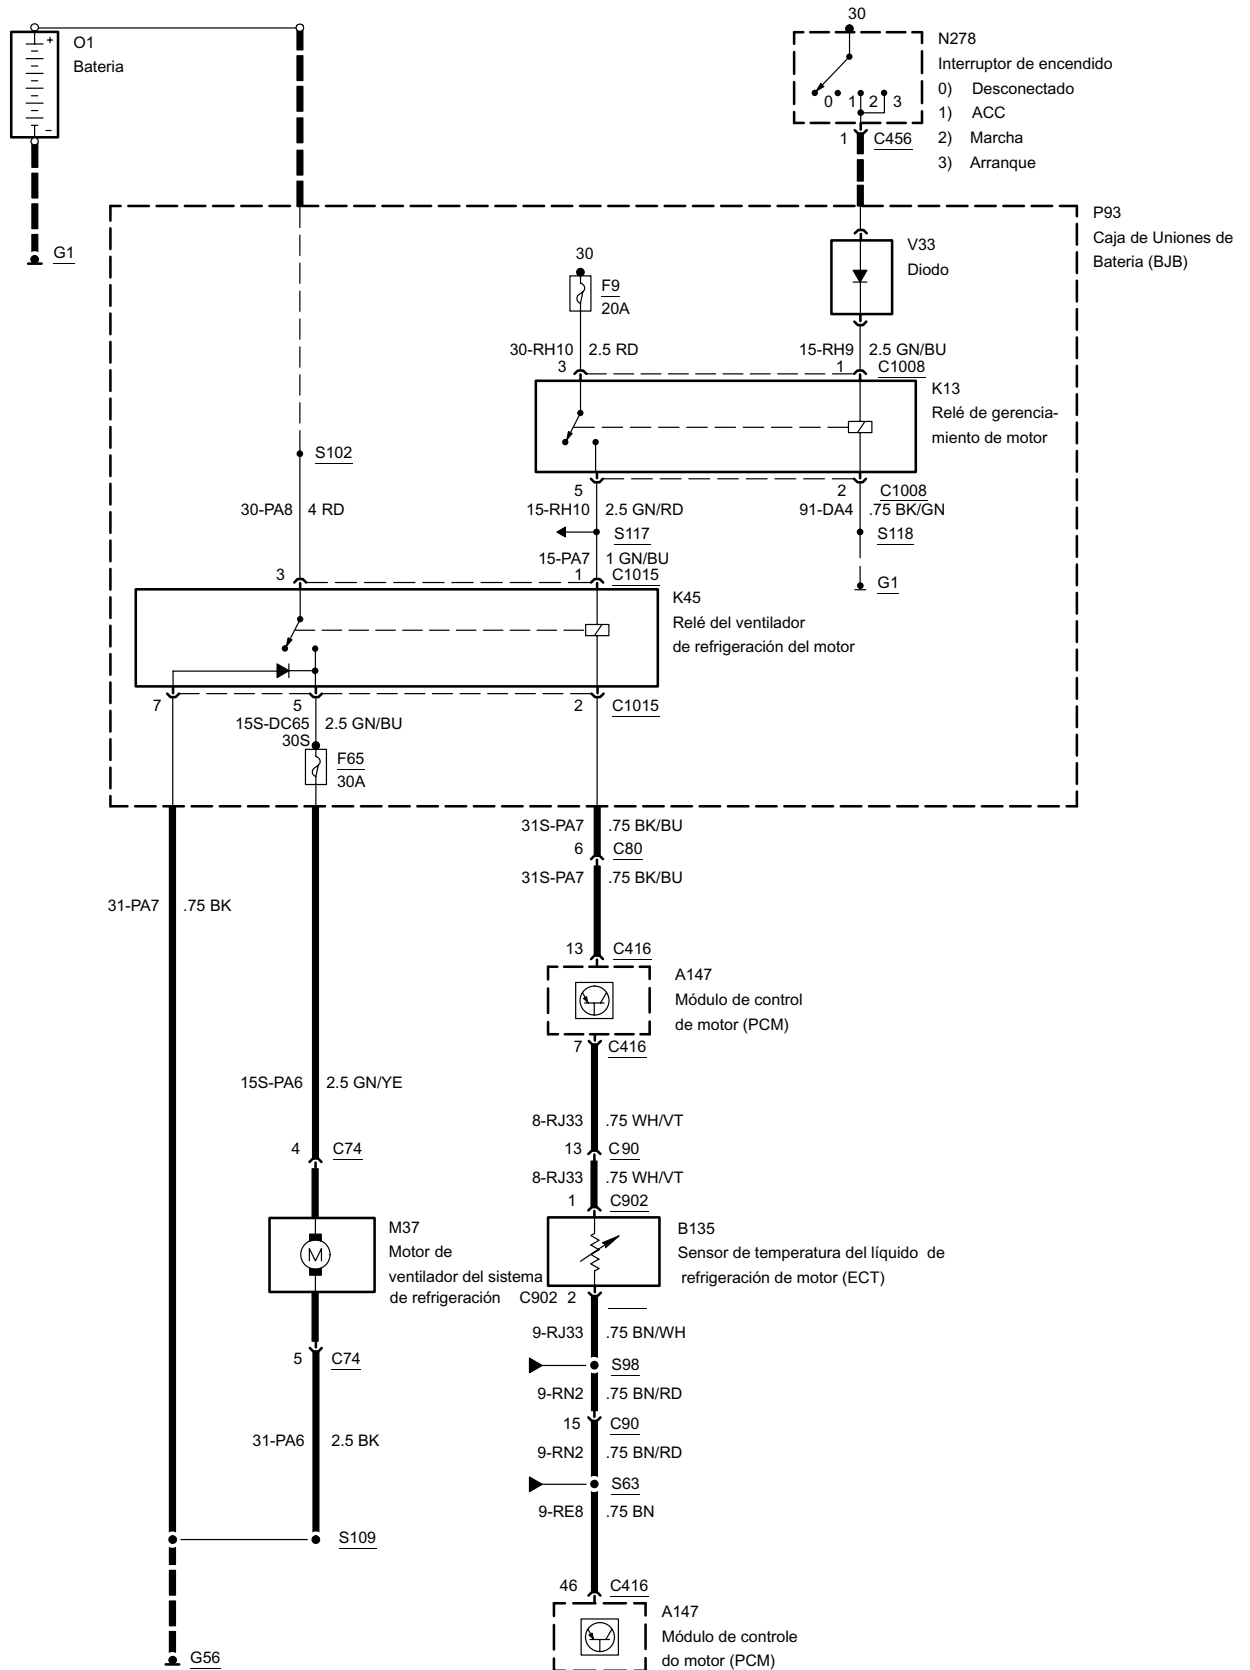 30
+
O1
Bateria
-
G1
N278
Interruptor de encendido
0) Desconectado
1) ACC
2) Marcha
3) Arranque
0 1 2 3
1 C456
P93
Caja de Uniones de
Bateria (BJB)
V33
Diodo
30
F9
20A
30-RH10 2.5 RD
15-RH9 2.5 GN/BU
3
1 C1008
K13
Relé de gerencia-
miento de motor
S102
5
2 C1008
30-PA8 4 RD
15-RH10 2.5 GN/RD
91-DA4 .75 BK/GN
S117
S118
15-PA7 1 GN/BU
3
1 C1015
G1
K45
Relé del ventilador
de refrigeración del motor
7
5
2 C1015
15S-DC65 2.5 GN/BU
30S
F65
30A
31S-PA7 .75 BK/BU
6 C80
31S-PA7 .75 BK/BU
31-PA7 .75 BK
13 C416
A147
Módulo de control
de motor (PCM)
7 C416
15S-PA6 2.5 GN/YE
8-RJ33 .75 WH/VT
4 C74
13 C90
8-RJ33 .75 WH/VT
1 C902
M37
Motor de
ventilador del sistema
de refrigeración
M
B135
Sensor de temperatura del líquido de
refrigeración de motor (ECT)
C902 2
9-RJ33 .75 BN/WH
5 C74
S98
9-RN2 .75 BN/RD
15 C90
31-PA6 2.5 BK
9-RN2 .75 BN/RD
S63
9-RE8 .75 BN
S109
46 C416
A147
Módulo de controle
do motor (PCM)
G56